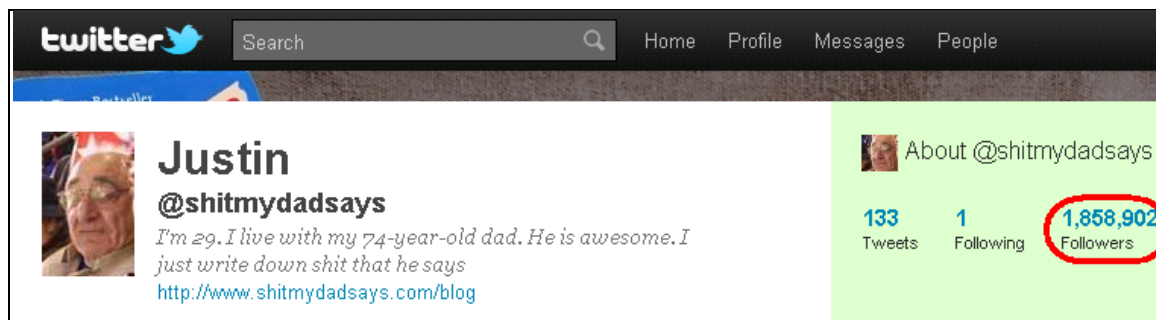 twitter
Search
Home Profile Messages People
Bestseller
Justin
@shitmydadsays
I'm 29. I live with my 74-year-old dad. He is awesome. I
just write down shit that he says
http://www.shitmydadsays.com/blog
About @shitmydadsays
133 1 1,858,902
Tweets Following Followers